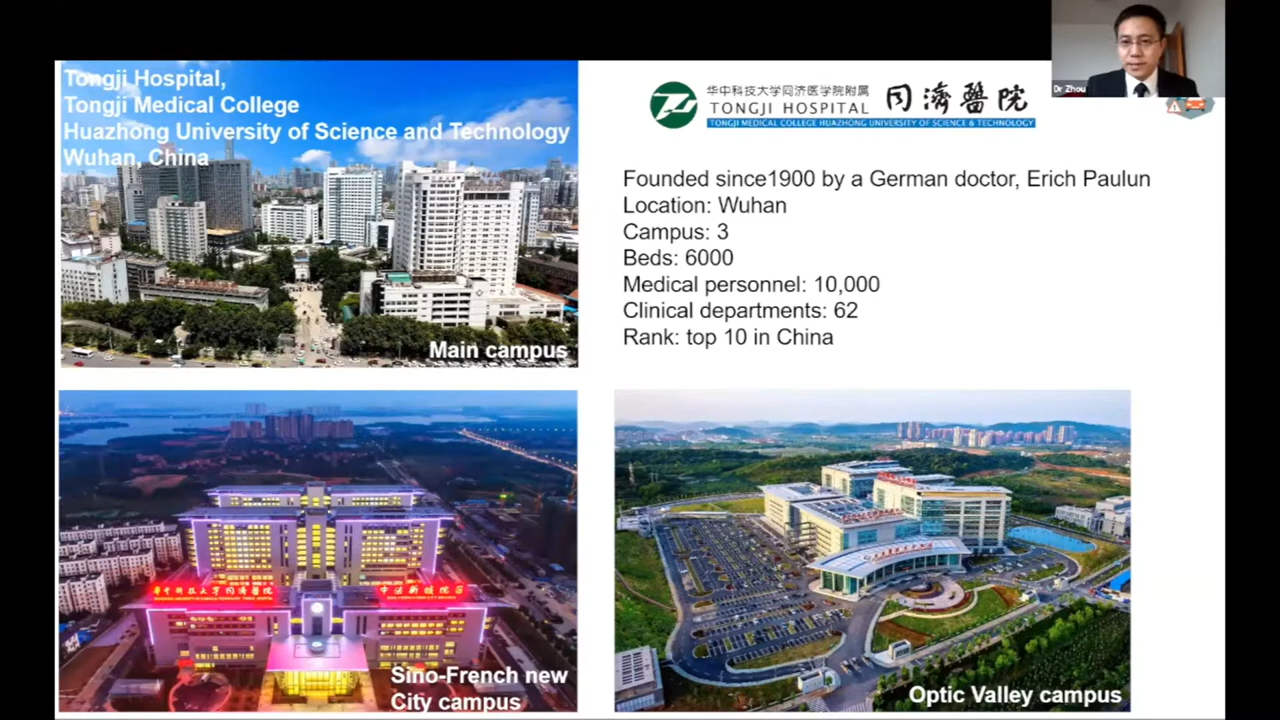 Tongji Hospital,
Tongji Medical College
Huazhong University of Science and Technology
Wuhan, China
Main campus
华中科技大学同济医学院附属
TONGJI HOSPITAL
同濟醫院
TONGJI MEDICAL COLLEGE HUAZHONG UNIVERSITY OF SCIENCE & TECHNOLOGY
Dr Zhou
Founded since1900 by a German doctor, Erich Paulun
Location: Wuhan
Campus: 3
Beds: 6000
Medical personnel: 10,000
Clinical departments: 62
Rank: top 10 in China
华中科技大学同济医院
中法新城院区
Sino-French new
City campus
Optic Valley campus